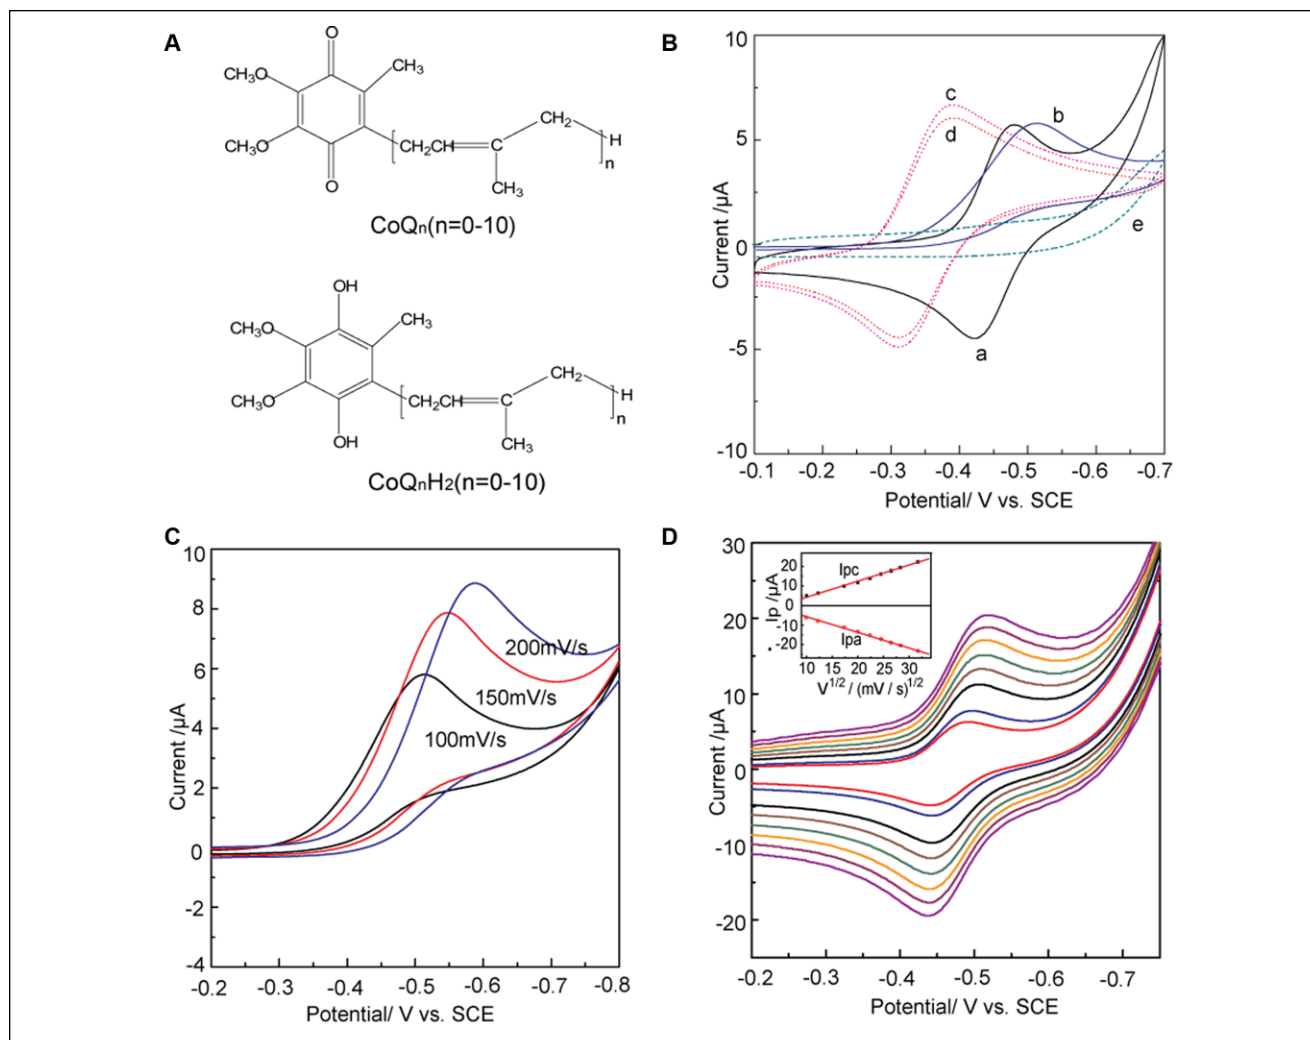 A
O
CH₃O
CH₃
CH₃O
CH₂CH
CH₂
H
n
CH₃
O
CoQₙ(n=0-10)
OH
CH₃O
CH₃
CH₃O
CH₂CH
CH₂
H
n
CH₃
OH
CoQₙH₂(n=0-10)
B
10
5
0
-5
-10
Current /μA
c
d
b
e
a
-0.1 -0.2 -0.3 -0.4 -0.5 -0.6 -0.7
Potential/ V vs. SCE
C
10
8
6
4
2
0
-2
-4
Current /μA
200mV/s
150mV/s
100mV/s
-0.2 -0.3 -0.4 -0.5 -0.6 -0.7 -0.8
Potential/ V vs. SCE
D
30
20
10
0
-10
-20
Current /μA
20
10
0
-10
-20
Ip /μA
Ipc
Ipa
10 15 20 25 30
V^1/2 / (mV / s)^1/2
-0.2 -0.3 -0.4 -0.5 -0.6 -0.7
Potential/ V vs. SCE